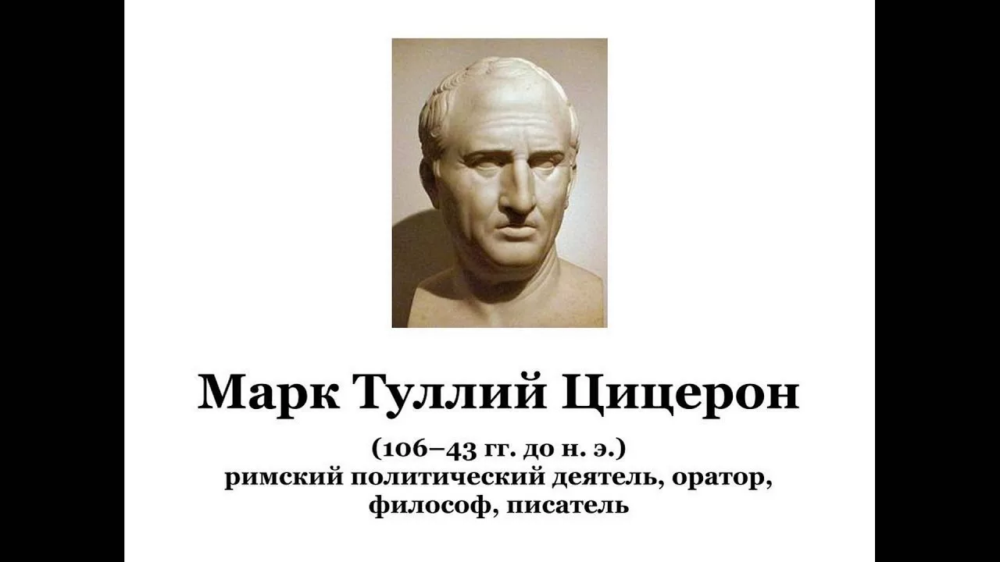 Марк Туллий Цицерон
(106–43 гг. до н. э.)
римский политический деятель, оратор,
философ, писатель